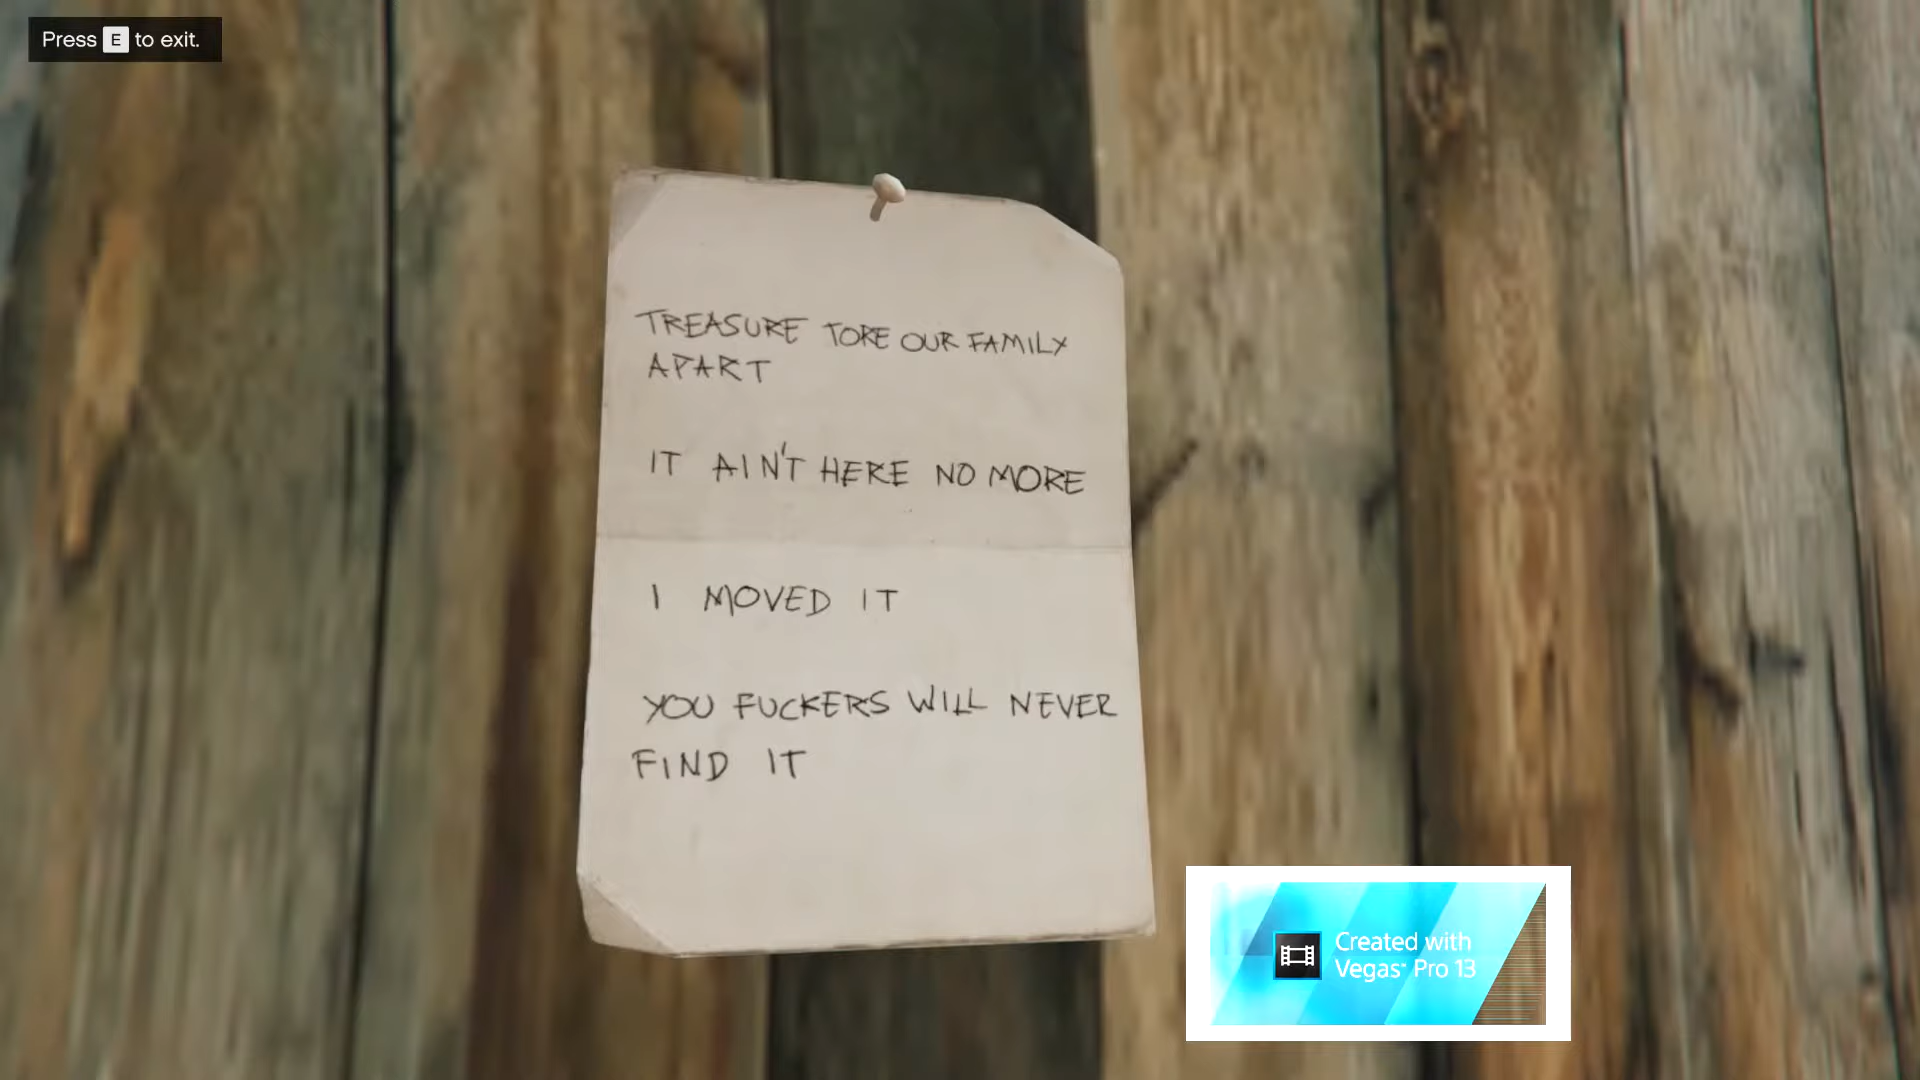 Press E to exit.
TREASURE TORE OUR FAMILY
APART
IT AIN'T HERE NO MORE
I MOVED IT
YOU FUCKERS WILL NEVER
FIND IT
Created with
Vegas™ Pro 13